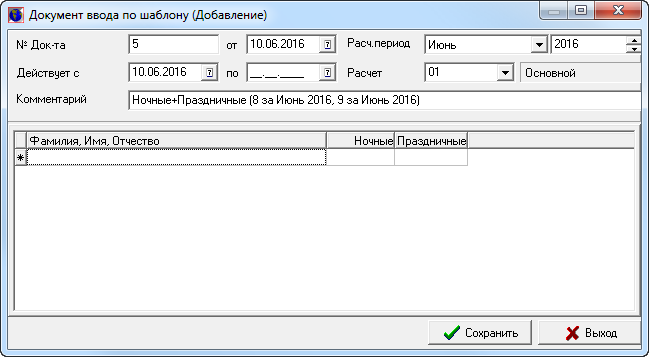 Документ ввода по шаблону (Добавление)
№ Док-та 5 от 10.06.2016 Расч.период Июнь 2016
Действует с 10.06.2016 по __.__.____ Расчет 01 Основной
Комментарий Ночные+Праздничные (8 за Июнь 2016, 9 за Июнь 2016)
Фамилия, Имя, Отчество Ночные Праздничные
Сохранить Выход